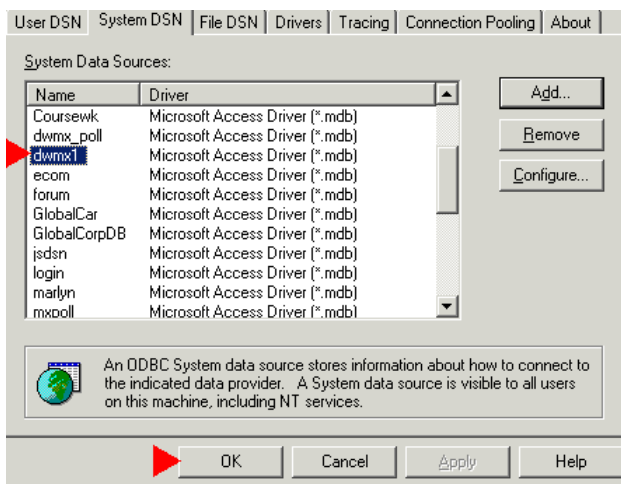 User DSN System DSN File DSN Drivers Tracing Connection Pooling About
System Data Sources:
Name Driver
Coursewk Microsoft Access Driver (*.mdb)
dwmx_poll Microsoft Access Driver (*.mdb)
dwmx1 Microsoft Access Driver (*.mdb)
ecom Microsoft Access Driver (*.mdb)
forum Microsoft Access Driver (*.mdb)
GlobalCar Microsoft Access Driver (*.mdb)
GlobalCorpDB Microsoft Access Driver (*.mdb)
jsdsn Microsoft Access Driver (*.mdb)
login Microsoft Access Driver (*.mdb)
marlyn Microsoft Access Driver (*.mdb)
mxpoll Microsoft Access Driver (*.mdb)
Add...
Remove
Configure...
An ODBC System data source stores information about how to connect to
the indicated data provider. A System data source is visible to all users
on this machine, including NT services.
OK Cancel Apply Help